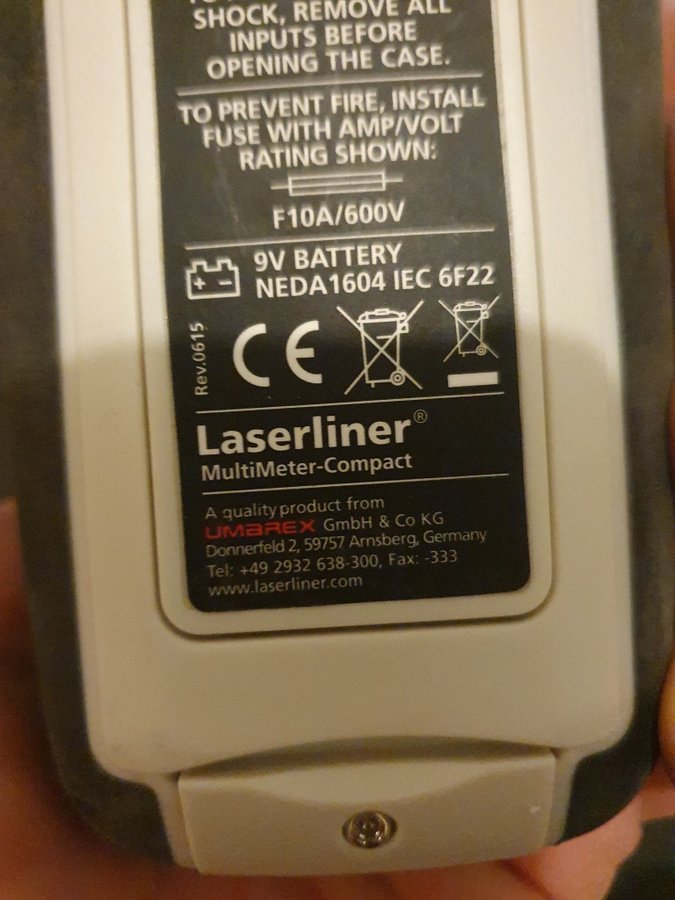 SHOCK, REMOVE ALL
INPUTS BEFORE
OPENING THE CASE.
TO PREVENT FIRE, INSTALL
FUSE WITH AMP/VOLT
RATING SHOWN:
F10A/600V
9V BATTERY
NEDA1604 IEC 6F22
Rev.0615
CE
Laserliner®
MultiMeter-Compact
A quality product from
UMAREX GmbH & Co KG
Donnerfeld 2, 59757 Arnsberg, Germany
Tel: +49 2932 638-300, Fax: -333
www.laserliner.com